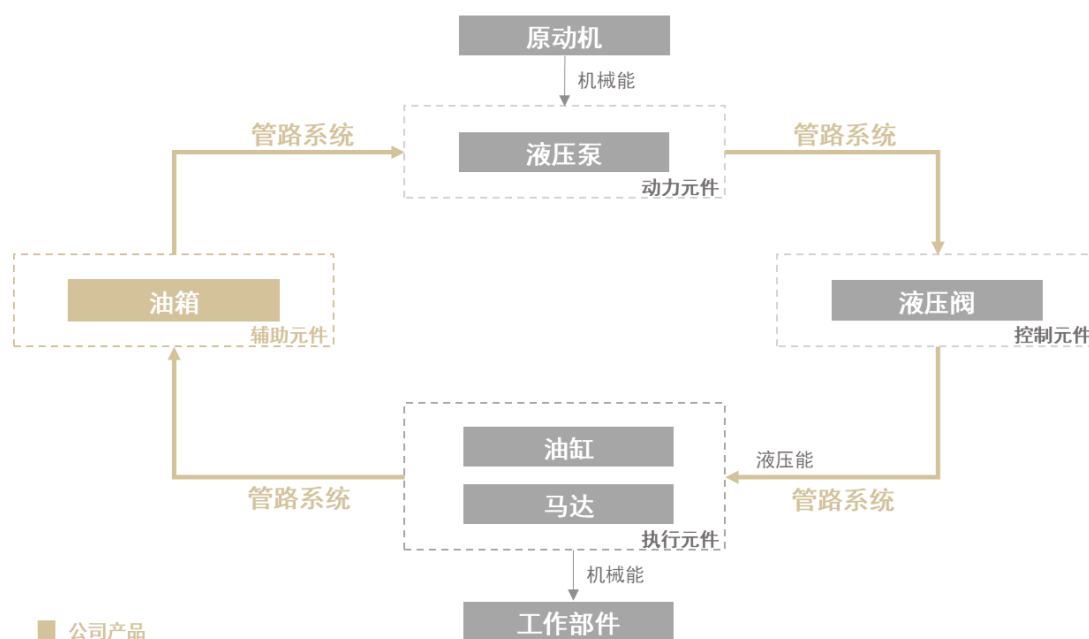 原动机
机械能
管路系统
管路系统
液压泵
动力元件
油箱
辅助元件
液压阀
控制元件
油缸
液压能
马达
管路系统
管路系统
执行元件
机械能
工作部件
公司产品